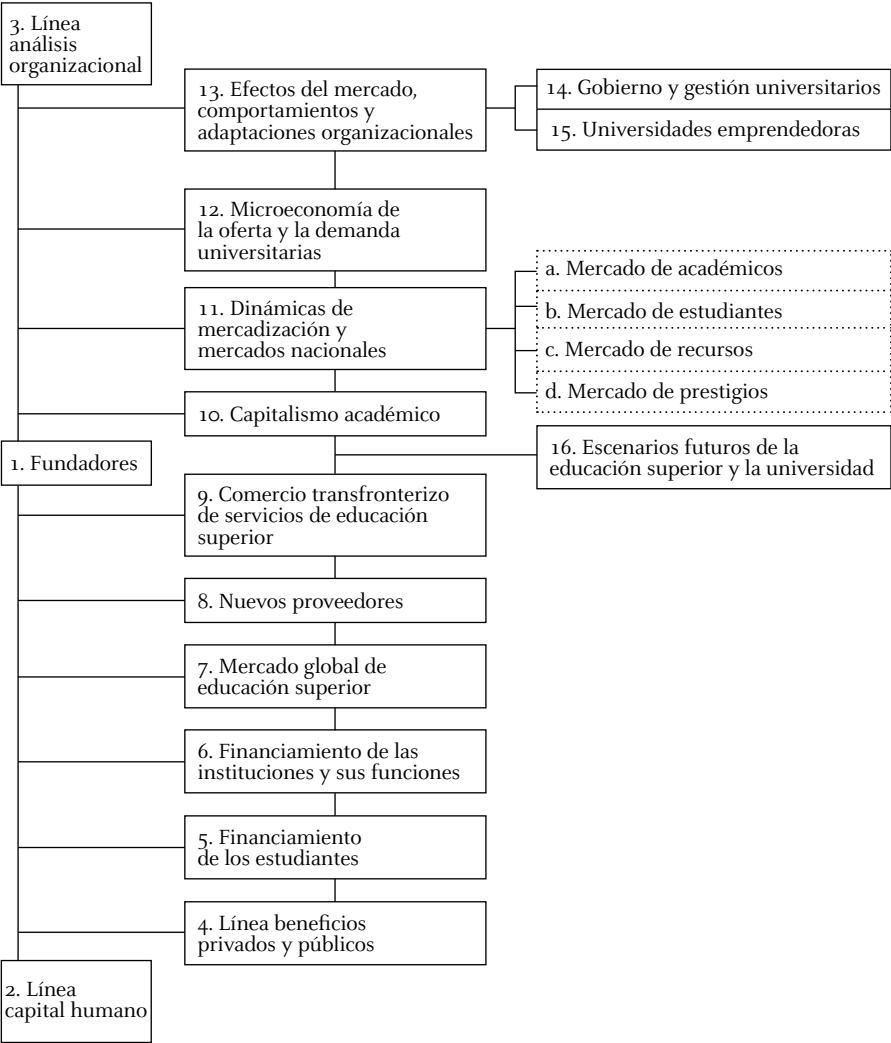 3. Línea
análisis
organizacional
13. Efectos del mercado,
comportamientos y
adaptaciones organizacionales
14. Gobierno y gestión universitarios
15. Universidades emprendedoras
12. Microeconomía de
la oferta y la demanda
universitarias
a. Mercado de académicos
b. Mercado de estudiantes
c. Mercado de recursos
d. Mercado de prestigios
11. Dinámicas de
mercadización y
mercados nacionales
10. Capitalismo académico
1. Fundadores
16. Escenarios futuros de la
educación superior y la universidad
9. Comercio transfronterizo
de servicios de educación
superior
8. Nuevos proveedores
7. Mercado global de
educación superior
6. Financiamiento de las
instituciones y sus funciones
5. Financiamiento
de los estudiantes
4. Línea beneficios
privados y públicos
2. Línea
capital humano